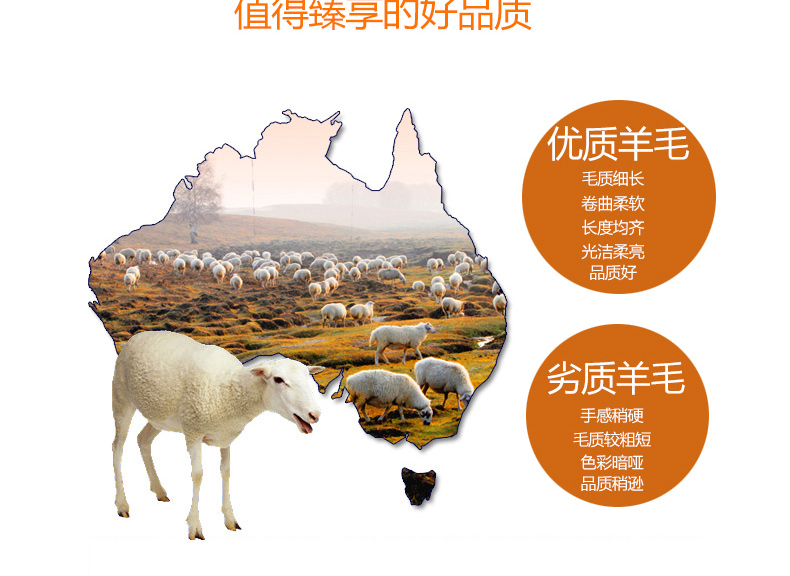 值得臻享的好品质
优质羊毛
毛质细长
卷曲柔软
长度均齐
光洁柔亮
品质好
劣质羊毛
手感稍硬
毛质较粗短
色彩暗哑
品质稍逊